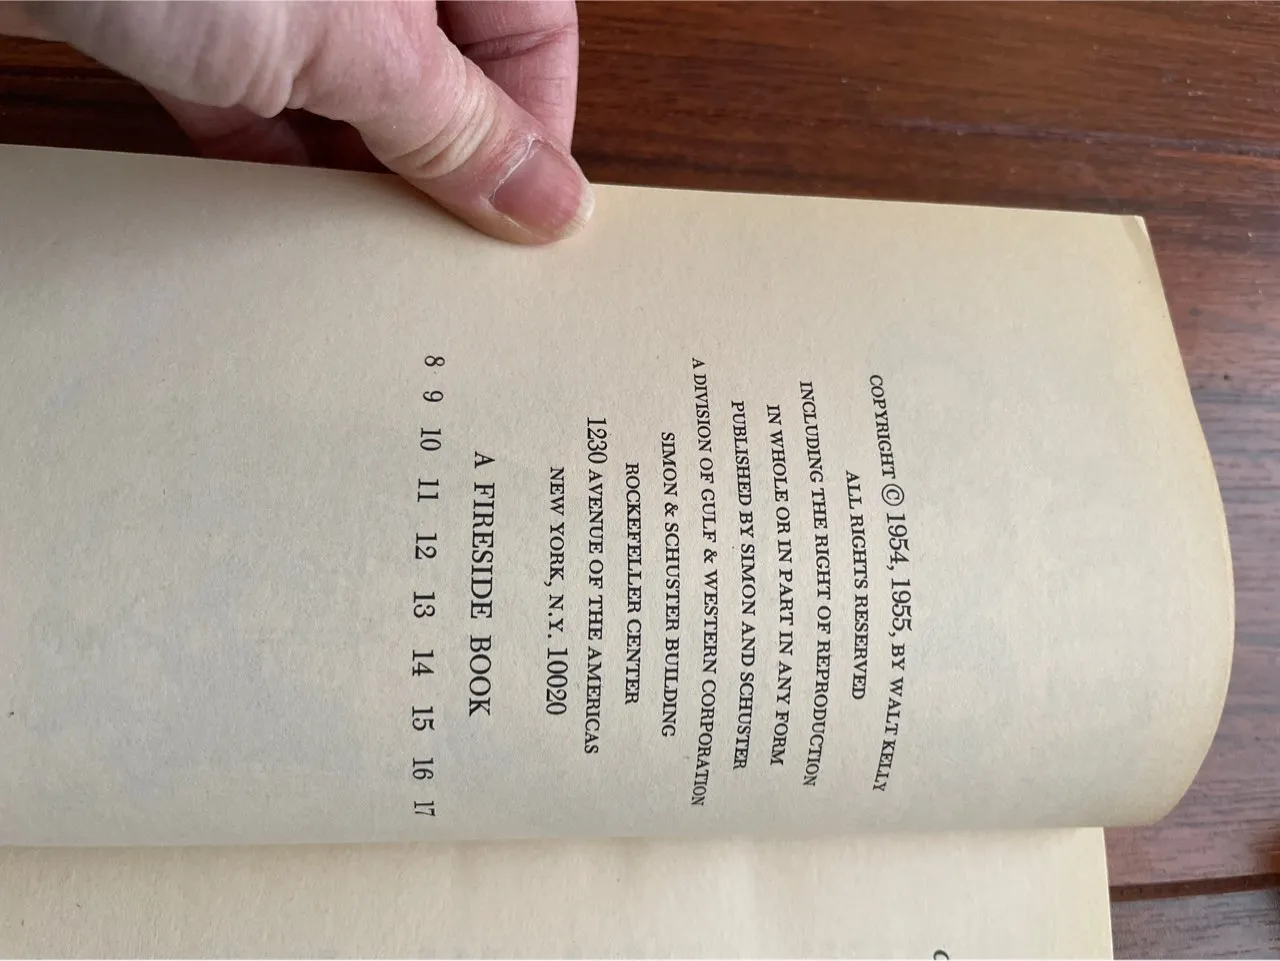 COPYRIGHT © 1954, 1955, BY WALT KELLY
ALL RIGHTS RESERVED
INCLUDING THE RIGHT OF REPRODUCTION
IN WHOLE OR IN PART IN ANY FORM
PUBLISHED BY SIMON AND SCHUSTER
A DIVISION OF GULF & WESTERN CORPORATION
SIMON & SCHUSTER BUILDING
ROCKEFELLER CENTER
1230 AVENUE OF THE AMERICAS
NEW YORK, N.Y. 10020
A FIRESIDE BOOK
8 9 10 11 12 13 14 15 16 17